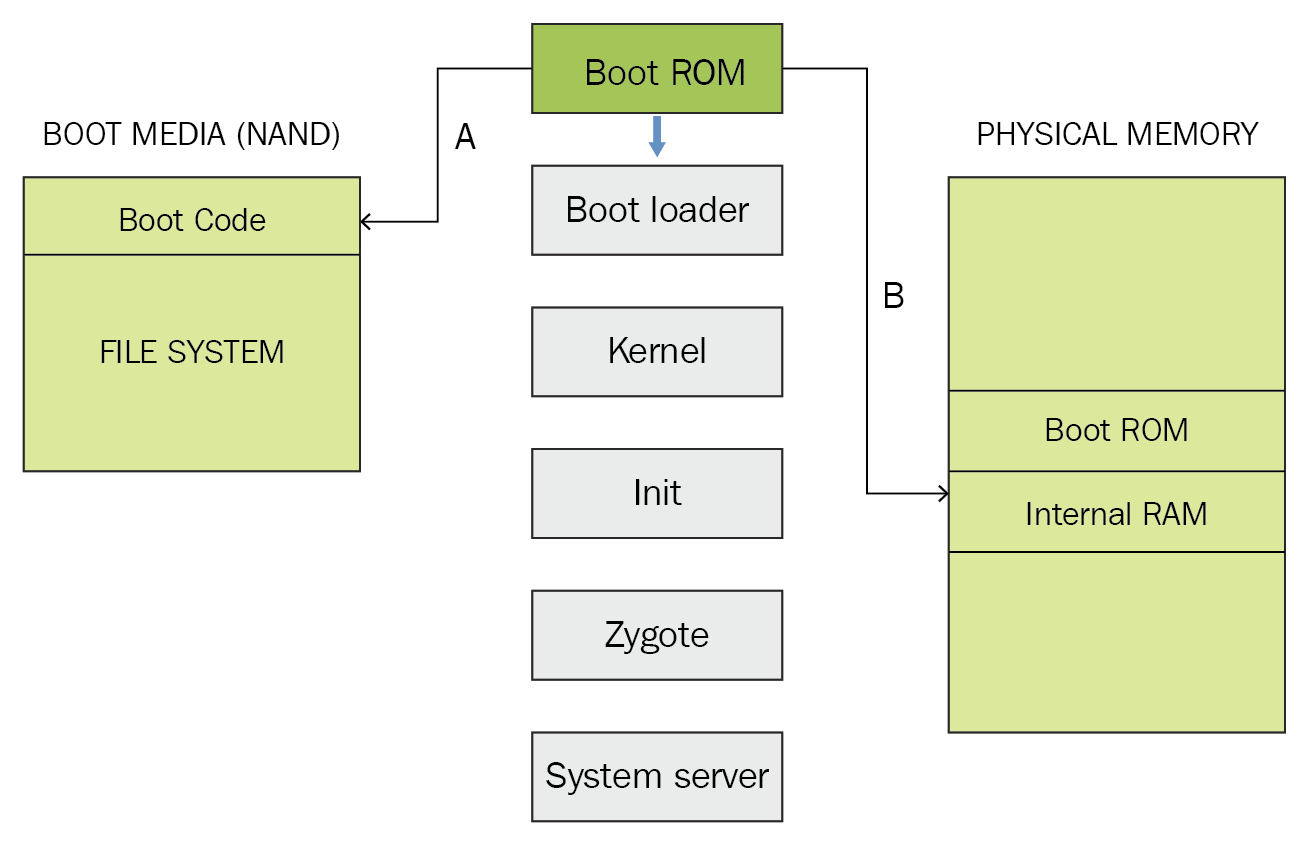 Boot ROM
A
BOOT MEDIA (NAND)
PHYSICAL MEMORY
Boot Code
Boot loader
B
FILE SYSTEM
Kernel
Boot ROM
Init
Internal RAM
Zygote
System server